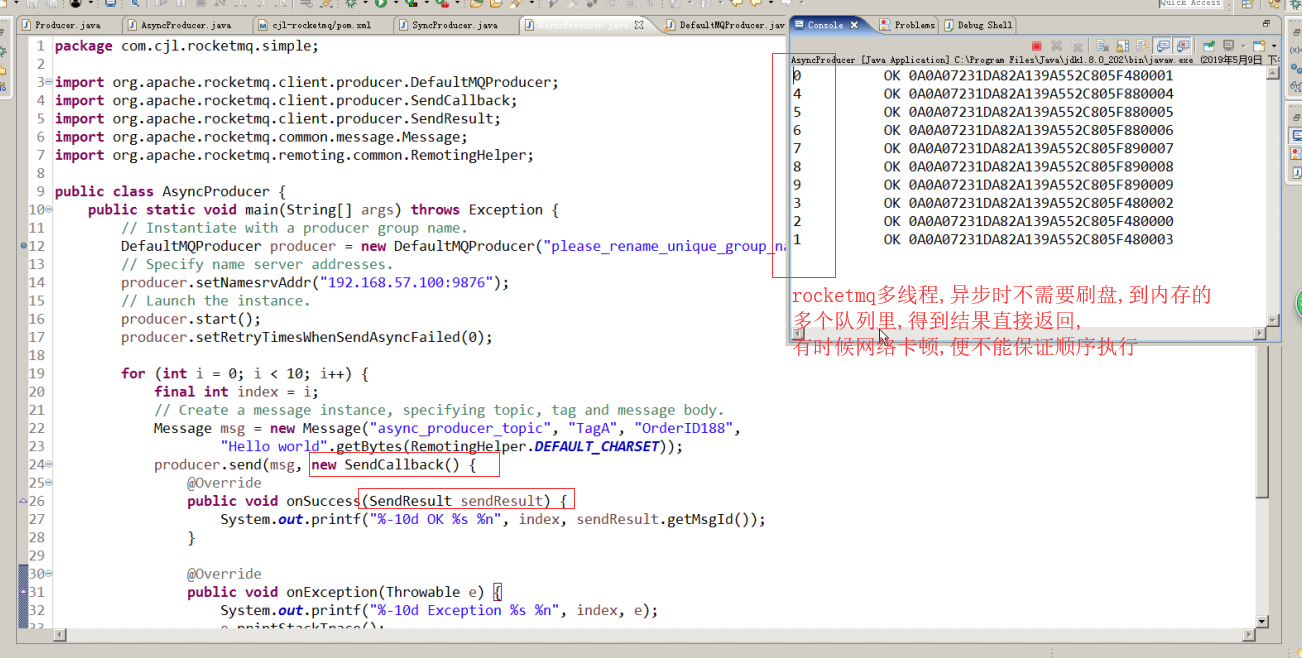 Quick Access
Producer.java
AsyncProducer.java
cjl-rocketmq/pom.xml
SyncProducer.java
AsyncProducer.java
DefaultMQProducer.jav
Console
Problems
Debug Shell
AsyncProducer [Java Application] C:\Program Files\Java\jdk1.8.0_202\bin\javaw.exe (2019年5月9日 下
0 OK 0A0A07231DA82A139A552C805F480001
4 OK 0A0A07231DA82A139A552C805F880004
5 OK 0A0A07231DA82A139A552C805F880005
6 OK 0A0A07231DA82A139A552C805F880006
7 OK 0A0A07231DA82A139A552C805F890007
8 OK 0A0A07231DA82A139A552C805F890008
9 OK 0A0A07231DA82A139A552C805F890009
3 OK 0A0A07231DA82A139A552C805F480002
2 OK 0A0A07231DA82A139A552C805F480000
1 OK 0A0A07231DA82A139A552C805F480003
rocketmq多线程,异步时不需要刷盘,到内存的
多个队列里,得到结果直接返回,
有时候网络卡顿,便不能保证顺序执行
1 package com.cjl.rocketmq.simple;
2
3 import org.apache.rocketmq.client.producer.DefaultMQProducer;
4 import org.apache.rocketmq.client.producer.SendCallback;
5 import org.apache.rocketmq.client.producer.SendResult;
6 import org.apache.rocketmq.common.message.Message;
7 import org.apache.rocketmq.remoting.common.RemotingHelper;
8
9 public class AsyncProducer {
10 public static void main(String[] args) throws Exception {
11 // Instantiate with a producer group name.
12 DefaultMQProducer producer = new DefaultMQProducer("please_rename_unique_group_na
13 // Specify name server addresses.
14 producer.setNamesrvAddr("192.168.57.100:9876");
15 // Launch the instance.
16 producer.start();
17 producer.setRetryTimesWhenSendAsyncFailed(0);
18
19 for (int i = 0; i < 10; i++) {
20 final int index = i;
21 // Create a message instance, specifying topic, tag and message body.
22 Message msg = new Message("async_producer_topic", "TagA", "OrderID188",
23 "Hello world".getBytes(RemotingHelper.DEFAULT_CHARSET));
24 producer.send(msg, new SendCallback() {
25 @Override
26 public void onSuccess(SendResult sendResult) {
27 System.out.printf("%-10d OK %s %n", index, sendResult.getMsgId());
28 }
29
30 @Override
31 public void onException(Throwable e) {
32 System.out.printf("%-10d Exception %s %n", index, e);
33 e.printStackTrace();